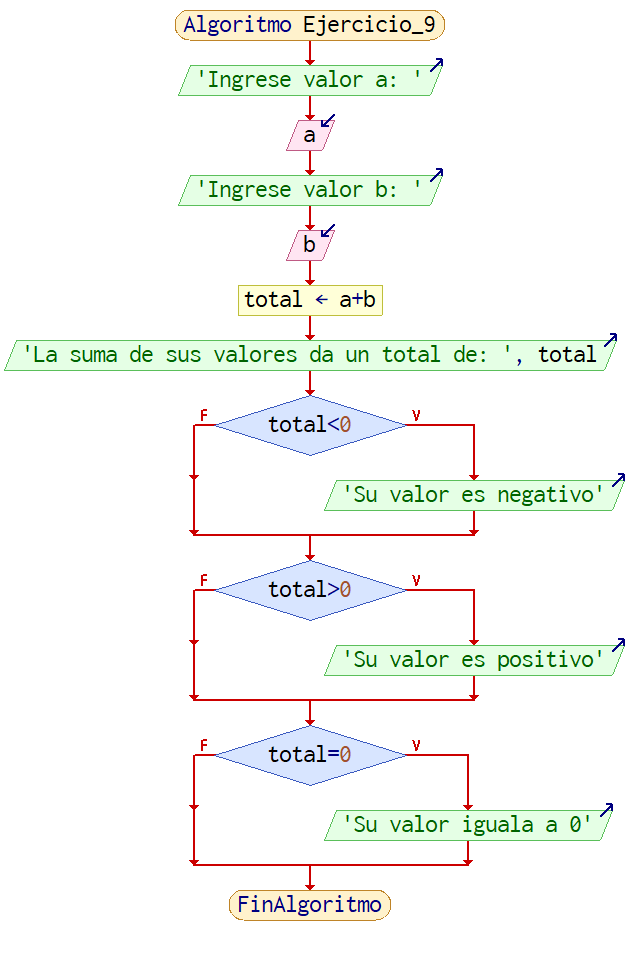 Algoritmo Ejercicio_9
'Ingrese valor a: '
a
'Ingrese valor b: '
b
total ← a+b
'La suma de sus valores da un total de: ', total
F total<0 V
'Su valor es negativo'
F total>0 V
'Su valor es positivo'
F total=0 V
'Su valor iguala a 0'
FinAlgoritmo